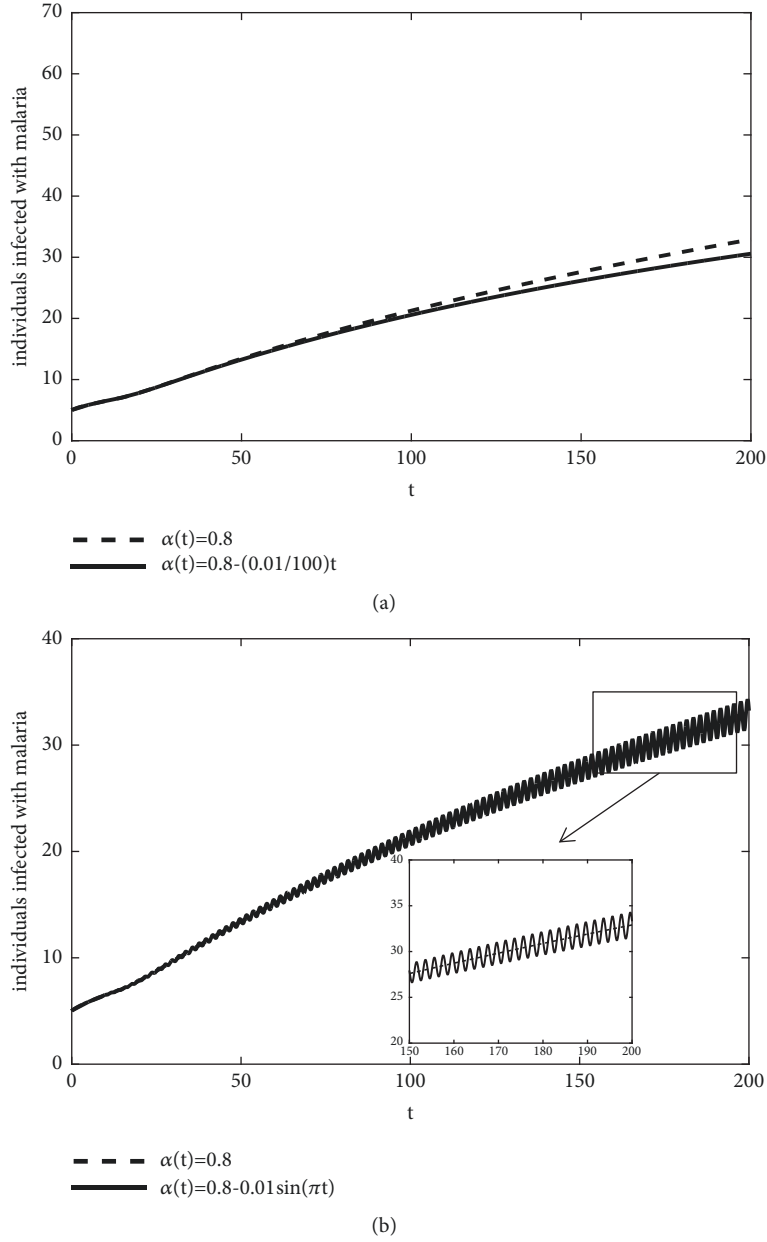 70
60
50
40
30
20
10
0
individuals infected with malaria
0 50 100 150 200
t
α(t)=0.8
α(t)=0.8-(0.01/100)t
(a)
40
30
20
10
0
individuals infected with malaria
40
35
30
25
20
150 160 170 180 190 200
0 50 100 150 200
t
α(t)=0.8
α(t)=0.8-0.01sin(πt)
(b)